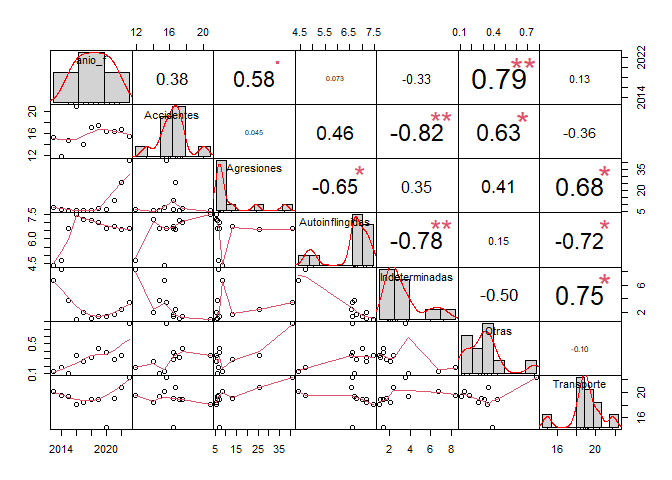 12 16 20
4.5 5.5 6.5 7.5
0.1 0.4 0.7
anio_f
0.38
0.58
.
0.073
-0.33
0.79
**
0.13
2014 2022
12 16 20
Accidentes
0.045
0.46
-0.82
**
0.63
*
-0.36
Agresiones
-0.65
*
0.35
0.41
0.68
*
5 20 35
4.5 6.0 7.5
Autoinflingidas
-0.78
**
0.15
-0.72
*
Indeterminadas
-0.50
0.75
*
2 6
0.1 0.5
Otras
-0.10
Transporte
16 20
2014 2020
5 15 25 35
2 4 6 8
16 20